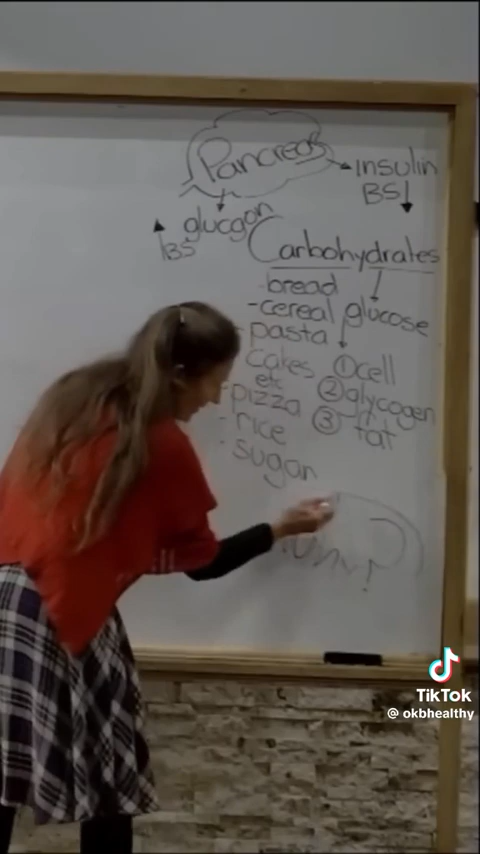 Pancreas
insulin
BS
glucgon
BS
Carbohydrates
- bread
- cereal glucose
- pasta
cakes ① cell
etc
② glycogen
- pizza
③ fat
- rice
- sugar
TikTok
@ okbhealthy